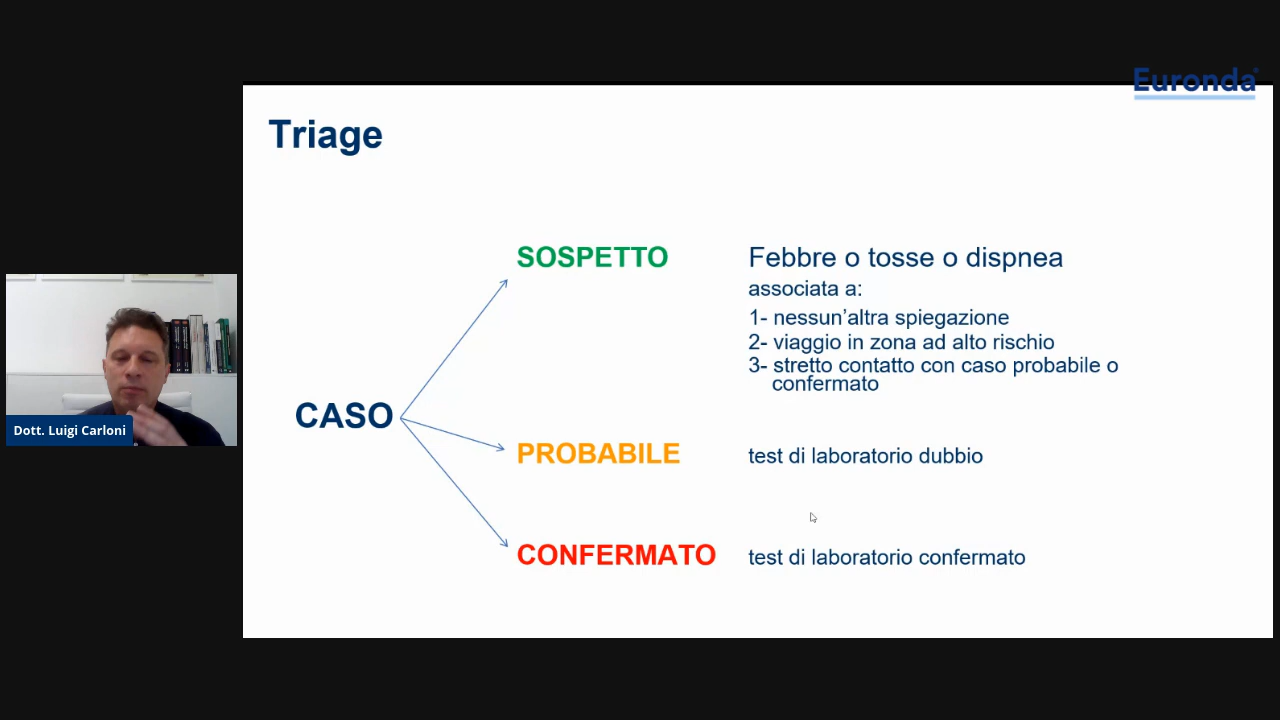 Euronda
Triage
SOSPETTO
Febbre o tosse o dispnea
associata a:
1- nessun'altra spiegazione
2- viaggio in zona ad alto rischio
3- stretto contatto con caso probabile o
confermato
CASO
Dott. Luigi Carloni
PROBABILE
test di laboratorio dubbio
CONFERMATO
test di laboratorio confermato